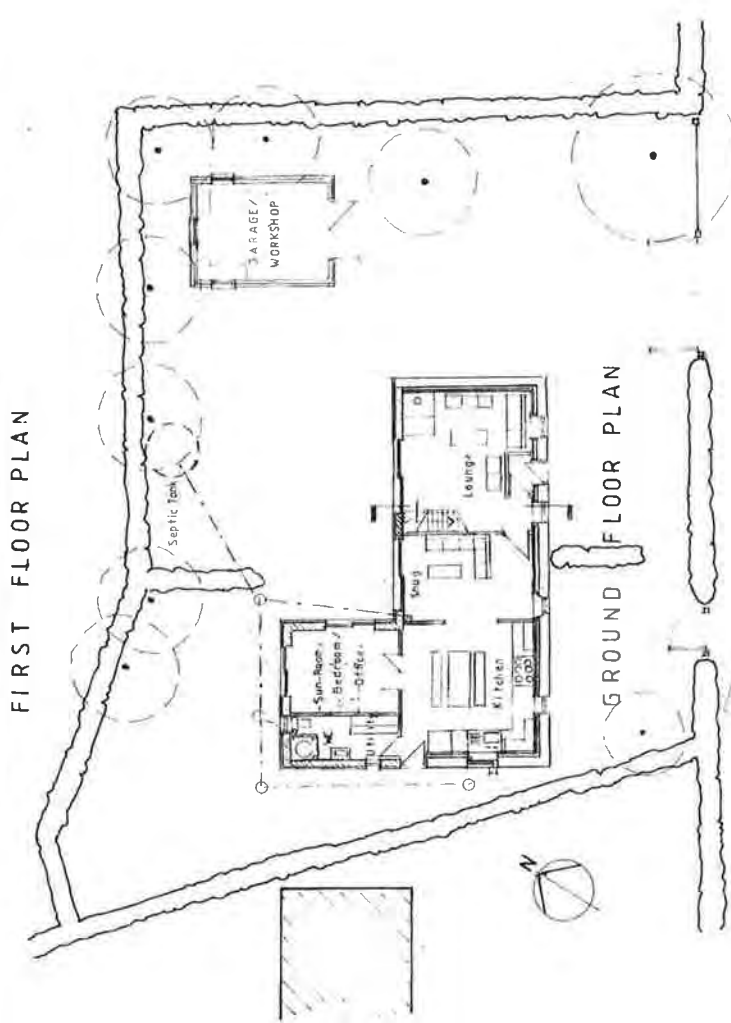 FIRST FLOOR PLAN
GARAGE/
WORKSHOP
Septic Tank
Lounge
Snug
Sun-Room/
Bedroom/
Office
WC
Utility
Kitchen
GROUND FLOOR PLAN
N